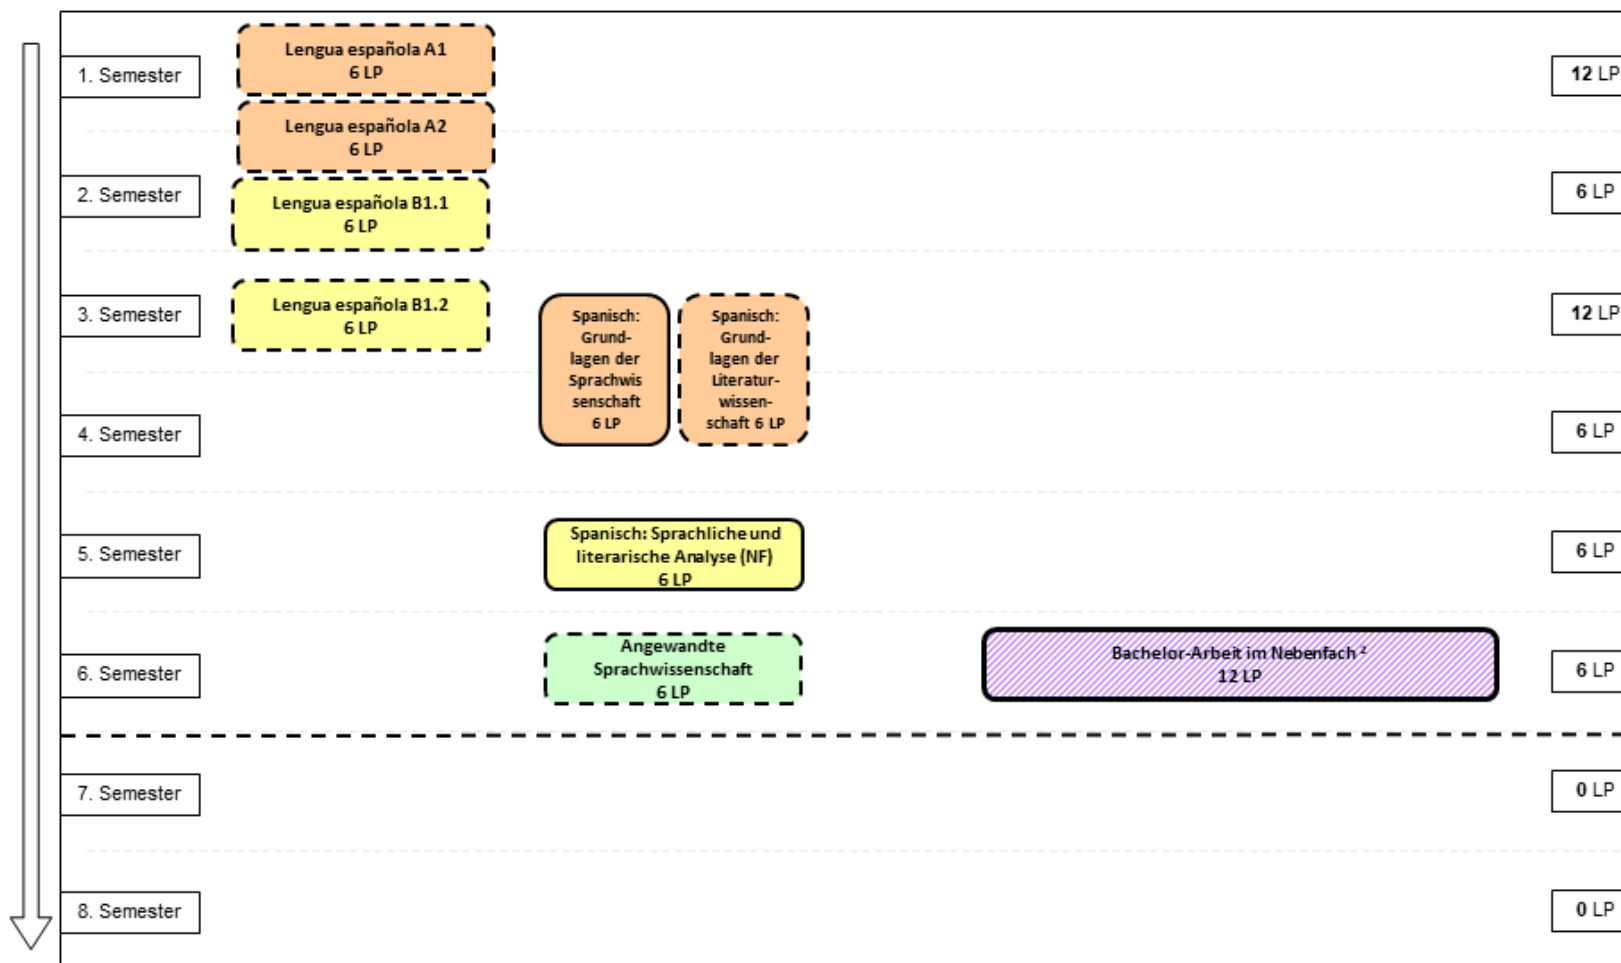 Lengua española A1
6 LP
1. Semester
12 LP
Lengua española A2
6 LP
2. Semester
Lengua española B1.1
6 LP
6 LP
3. Semester
Lengua española B1.2
6 LP
Spanisch:
Grund-
lagen der
Sprachwis
senschaft
6 LP
Spanisch:
Grund-
lagen der
Literatur-
wissen-
schaft 6 LP
12 LP
4. Semester
6 LP
5. Semester
Spanisch: Sprachliche und
literarische Analyse (NF)
6 LP
6 LP
6. Semester
Angewandte
Sprachwissenschaft
6 LP
Bachelor-Arbeit im Nebenfach ²
12 LP
6 LP
7. Semester
0 LP
8. Semester
0 LP